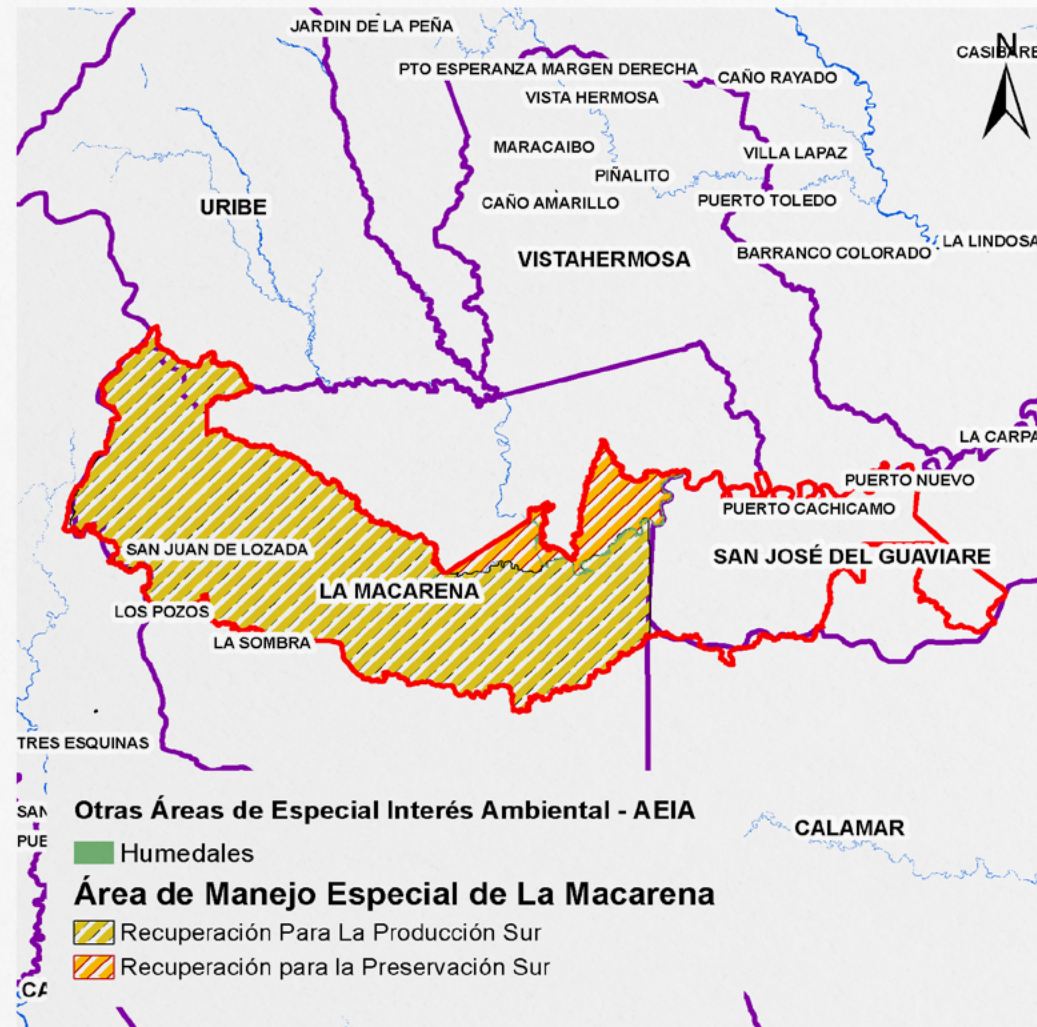 JARDIN DE LA PEÑA
N
PTO ESPERANZA MARGEN DERECHA
CAÑO RAYADO
VISTA HERMOSA
MARACAIBO
VILLA LAPAZ
PIÑALITO
URIBE
CAÑO AMARILLO
PUERTO TOLEDO
LA LINDOSA
BARRANCO COLORADO
VISTAHERMOSA
LA CARPA
PUERTO NUEVO
PUERTO CACHICAMO
SAN JUAN DE LOZADA
SAN JOSÉ DEL GUAVIARE
LA MACARENA
LOS POZOS
LA SOMBRA
TRES ESQUINAS
SAN
PUE
CALAMAR
Otras Áreas de Especial Interés Ambiental - AEIA
Humedales
Área de Manejo Especial de La Macarena
Recuperación Para La Producción Sur
Recuperación para la Preservación Sur